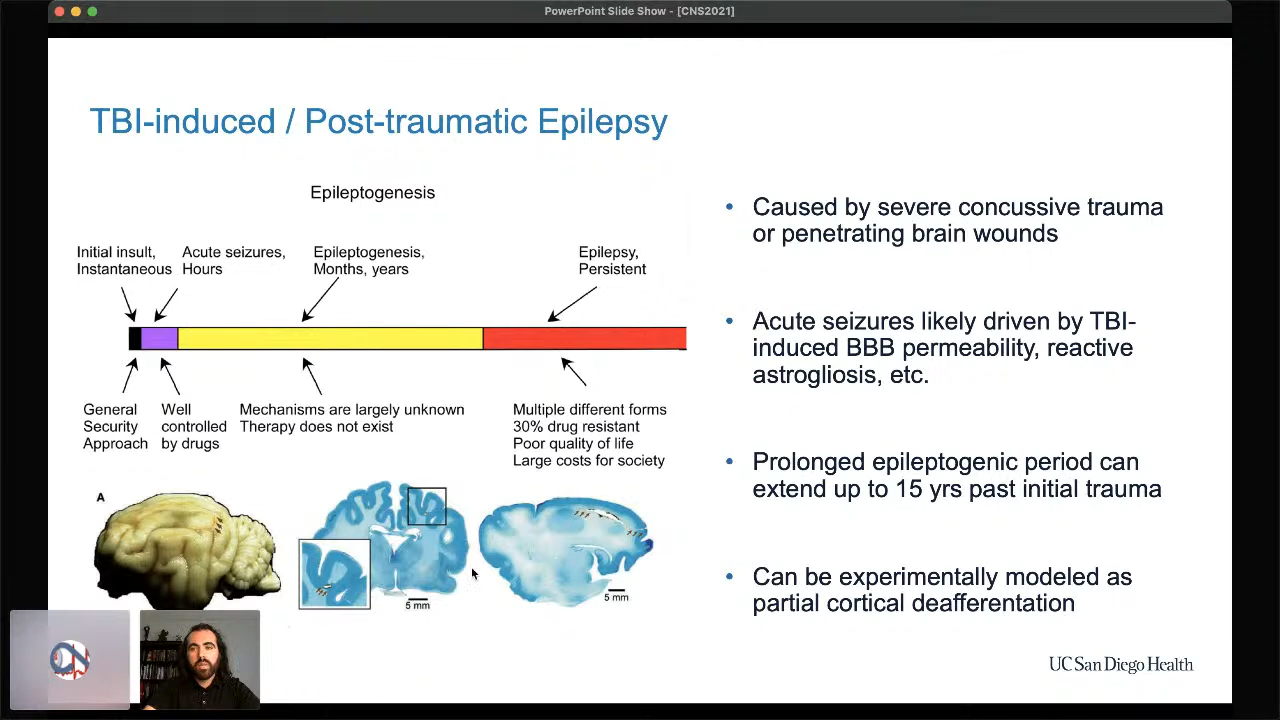 PowerPoint Slide Show - [CNS2021]
TBI-induced / Post-traumatic Epilepsy
Epileptogenesis
Initial insult,
Instantaneous
Acute seizures,
Hours
Epileptogenesis,
Months, years
Epilepsy,
Persistent
General
Security
Approach
Well
controlled
by drugs
Mechanisms are largely unknown
Therapy does not exist
Multiple different forms
30% drug resistant
Poor quality of life
Large costs for society
A
5 mm
5 mm
• Caused by severe concussive trauma
or penetrating brain wounds
• Acute seizures likely driven by TBI-
induced BBB permeability, reactive
astrogliosis, etc.
• Prolonged epileptogenic period can
extend up to 15 yrs past initial trauma
• Can be experimentally modeled as
partial cortical deafferentation
UC San Diego Health